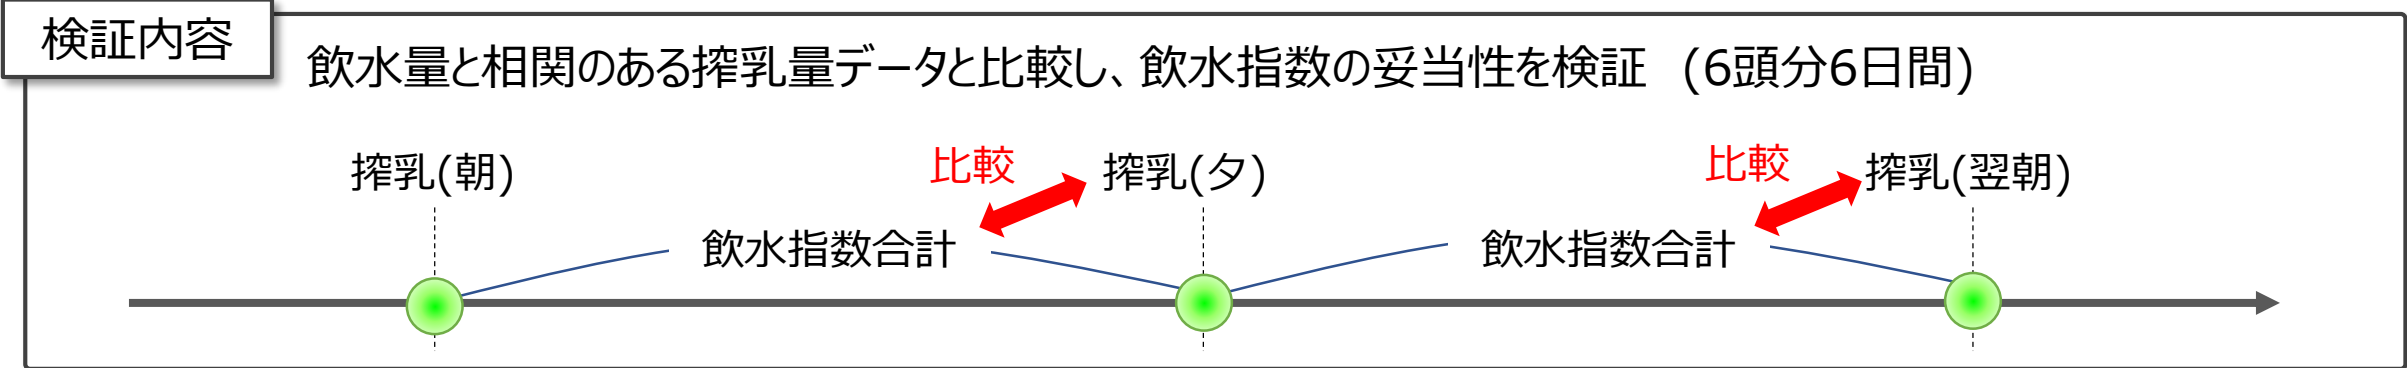 検証内容
飲水量と相関のある搾乳量データと比較し、飲水指数の妥当性を検証 (6頭分6日間)
搾乳(朝)
比較
搾乳(夕)
比較
搾乳(翌朝)
飲水指数合計
飲水指数合計